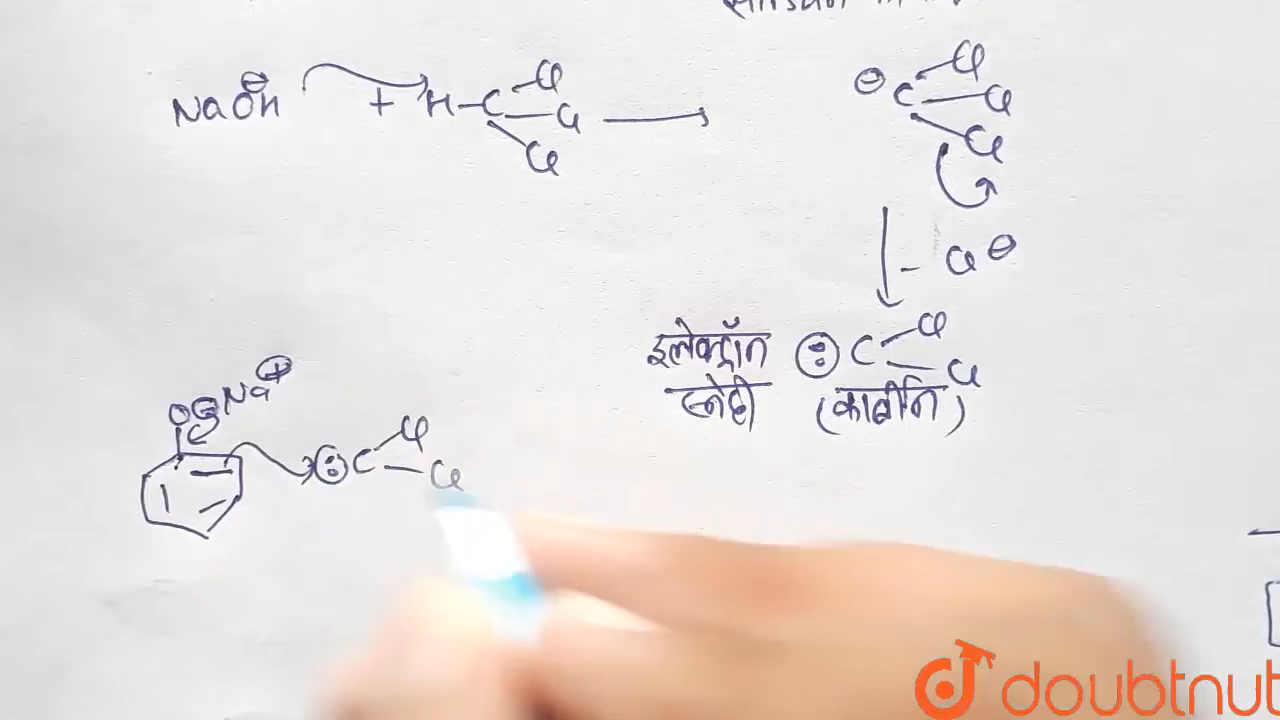 NaOH + H-C-Cl Cl Cl ⟶ ⊖C-Cl Cl Cl
- Cl⊖
इलेक्ट्रॉन :C-Cl Cl
स्नेही (कार्बीन)
O⊖Na⊕
:C-Cl Cl
doubtnut